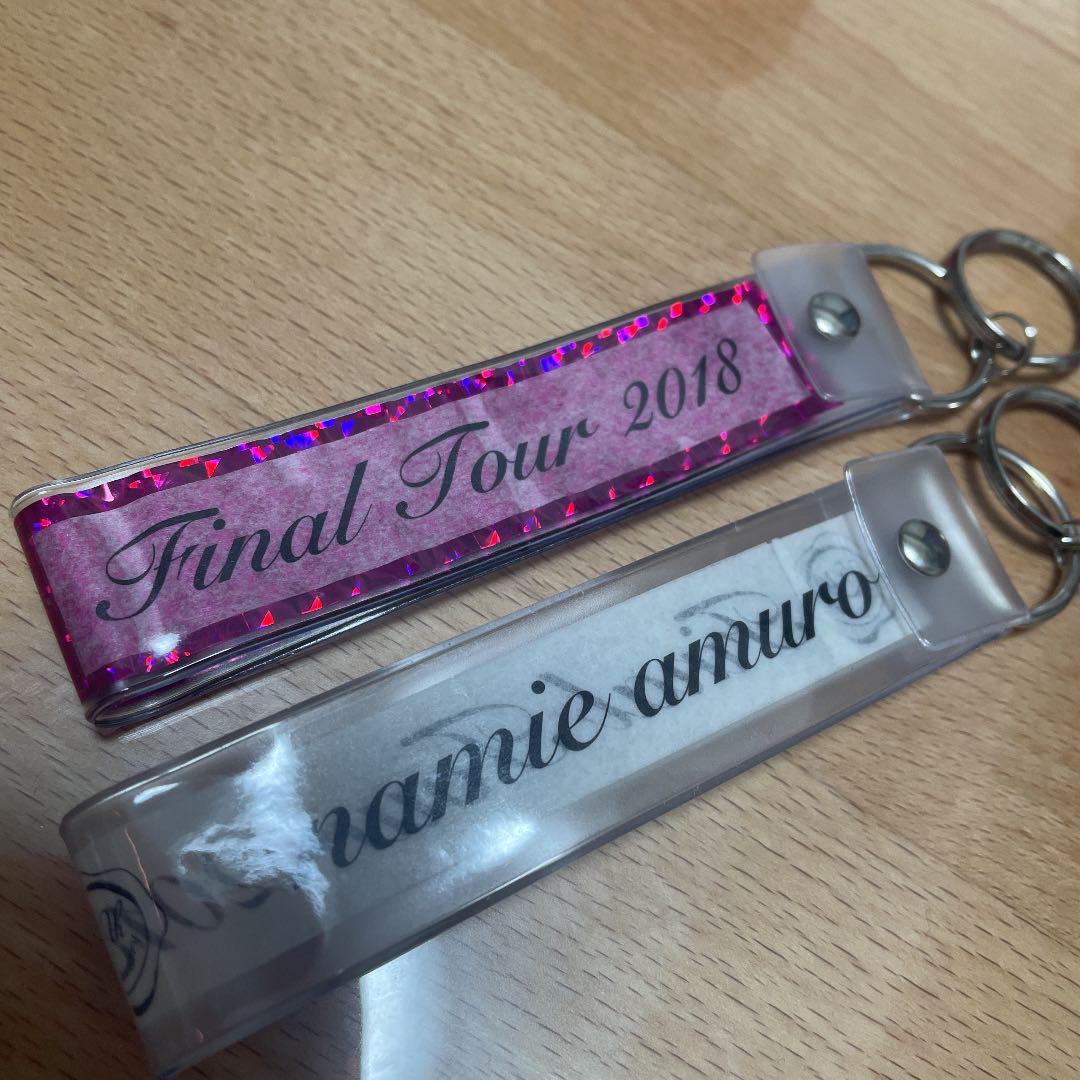 Final Tour 2018
namie amuro